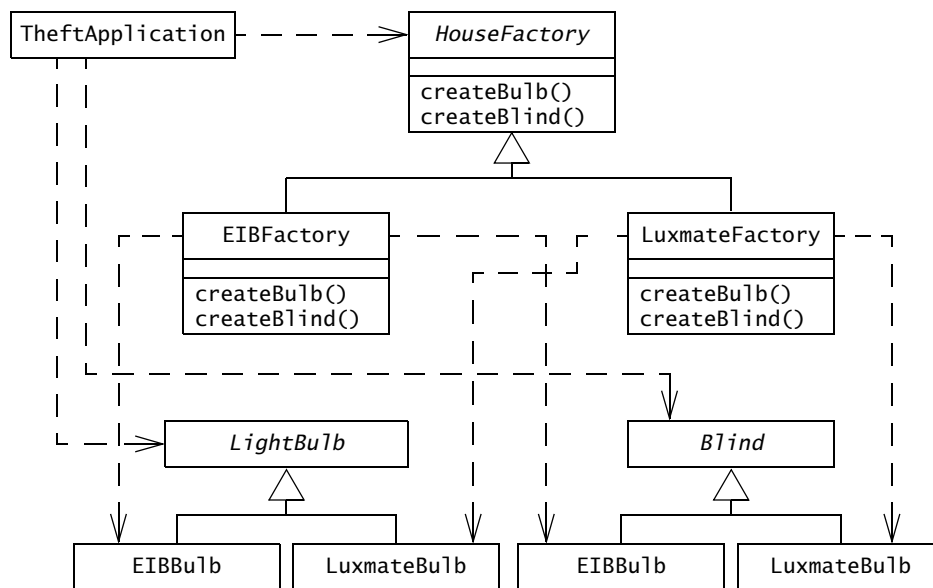 TheftApplication
HouseFactory
createBulb()
createBlind()
EIBFactory
createBulb()
createBlind()
LuxmateFactory
createBulb()
createBlind()
LightBulb
Blind
EIBBulb
LuxmateBulb
EIBBulb
LuxmateBulb